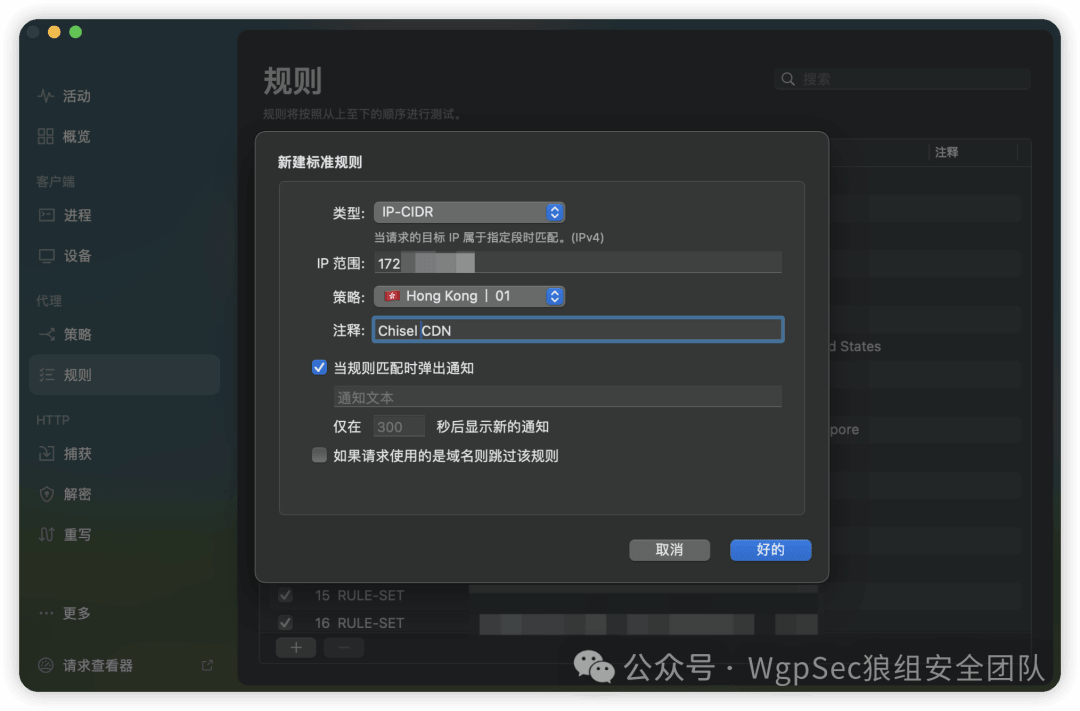 活动
概览
客户端
进程
设备
代理
策略
规则
HTTP
捕获
解密
重写
更多
请求查看器
规则
规则将按照从上至下的顺序进行测试。
搜索
注释
新建标准规则
类型: IP-CIDR
当请求的目标 IP 属于指定段时匹配。(IPv4)
IP 范围: 172
策略: Hong Kong | 01
注释: Chisel CDN
当规则匹配时弹出通知
通知文本
仅在 300 秒后显示新的通知
如果请求使用的是域名则跳过该规则
取消 好的
d States
pore
15 RULE-SET
16 RULE-SET
公众号 · WgpSec狼组安全团队